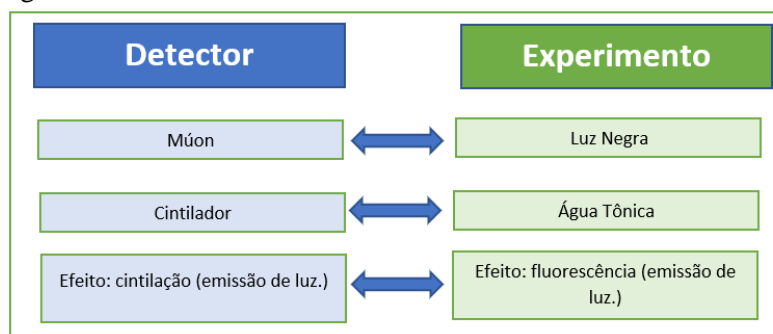 Detector
Experimento
Múon
Luz Negra
Cintilador
Água Tônica
Efeito: cintilação (emissão de luz.)
Efeito: fluorescência (emissão de
luz.)